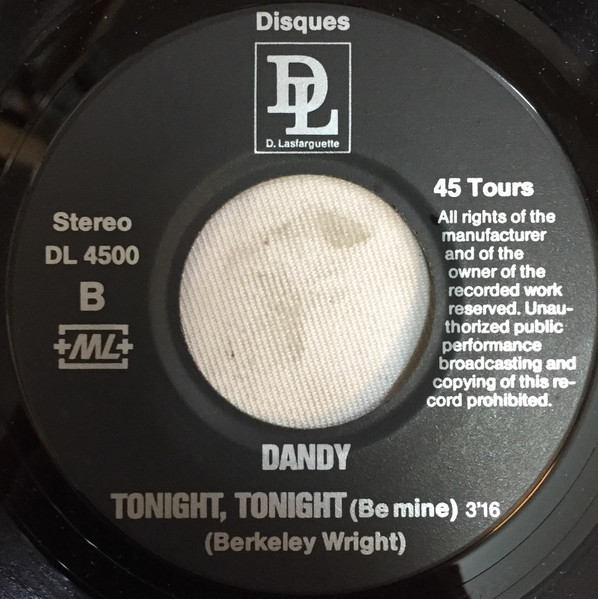 Disques
DL
D. Lasfarguette
45 Tours
Stereo
DL 4500
B
+ML+
All rights of the
manufacturer
and of the
owner of the
recorded work
reserved. Unau-
thorized public
performance
broadcasting and
copying of this re-
cord prohibited.
DANDY
TONIGHT, TONIGHT (Be mine) 3'16
(Berkeley Wright)